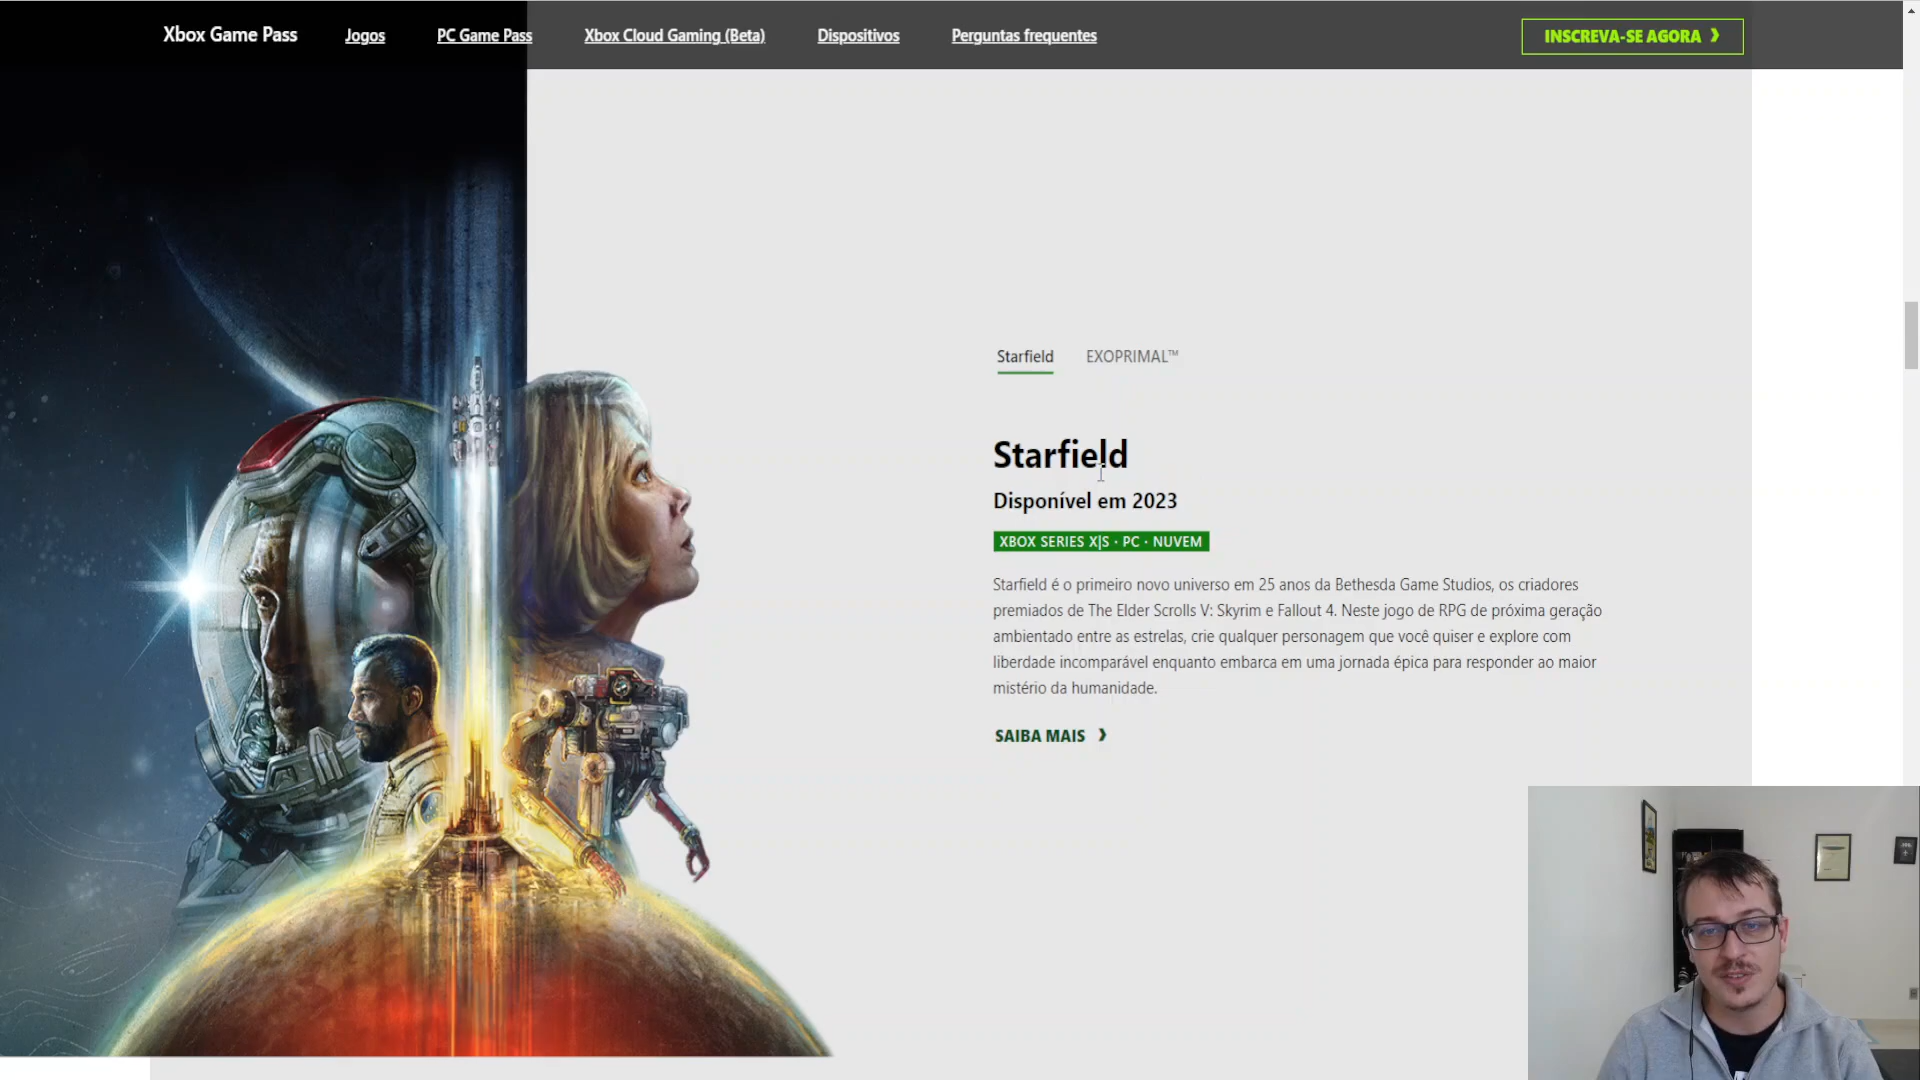 Xbox Game Pass Jogos PC Game Pass Xbox Cloud Gaming (Beta) Dispositivos Perguntas frequentes INSCREVA-SE AGORA
Starfield EXOPRIMAL™
Starfield
Disponível em 2023
XBOX SERIES X|S · PC · NUVEM
Starfield é o primeiro novo universo em 25 anos da Bethesda Game Studios, os criadores
premiados de The Elder Scrolls V: Skyrim e Fallout 4. Neste jogo de RPG de próxima geração
ambientado entre as estrelas, crie qualquer personagem que você quiser e explore com
liberdade incomparável enquanto embarca em uma jornada épica para responder ao maior
mistério da humanidade.
SAIBA MAIS